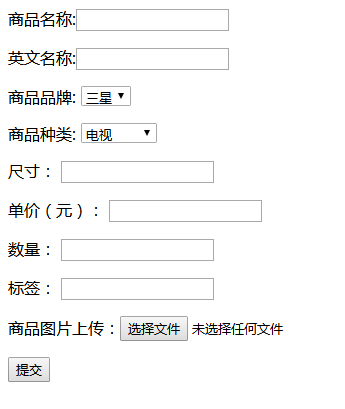 商品名称:
英文名称:
商品品牌: 三星
商品种类: 电视
尺寸：
单价（元）：
数量：
标签：
商品图片上传：选择文件 未选择任何文件
提交